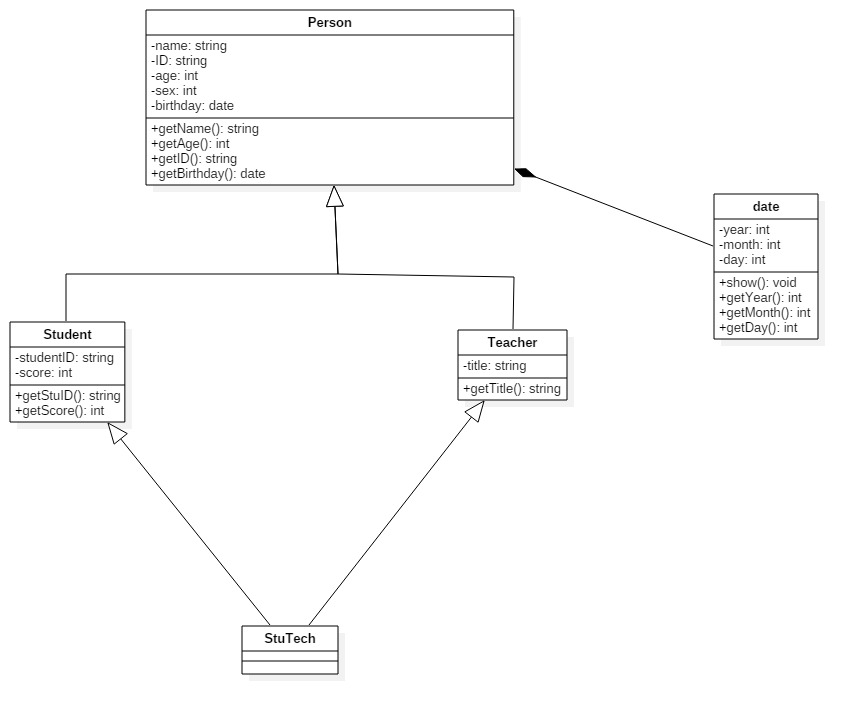 Person
-name: string
-ID: string
-age: int
-sex: int
-birthday: date
+getName(): string
+getAge(): int
+getID(): string
+getBirthday(): date
date
-year: int
-month: int
-day: int
+show(): void
+getYear(): int
+getMonth(): int
+getDay(): int
Student
-studentID: string
-score: int
+getStuID(): string
+getScore(): int
Teacher
-title: string
+getTitle(): string
StuTech